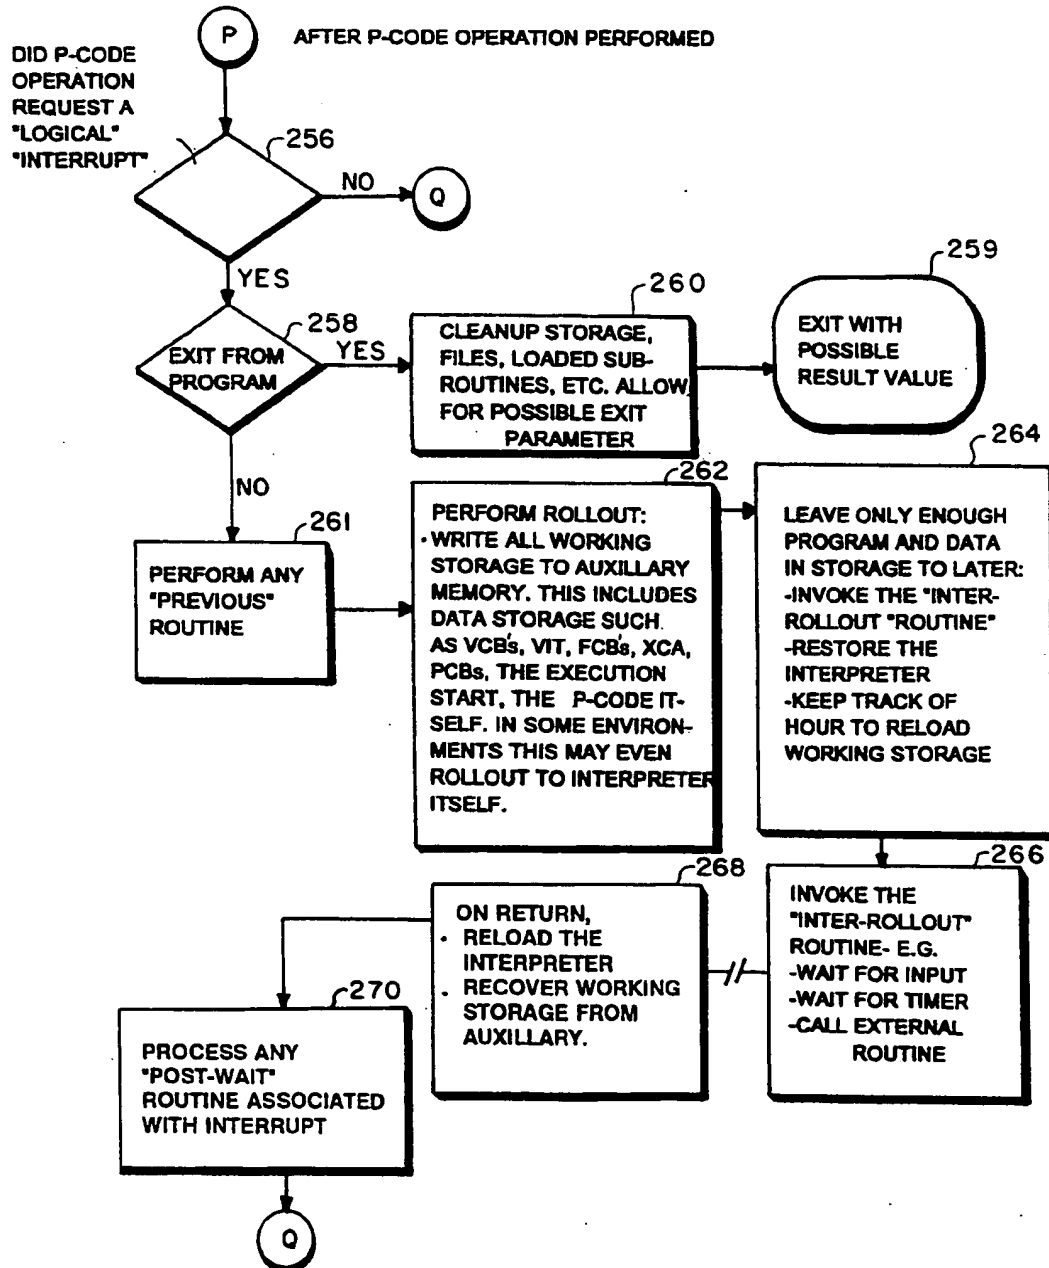 P
AFTER P-CODE OPERATION PERFORMED
DID P-CODE
OPERATION
REQUEST A
"LOGICAL"
"INTERRUPT"
256
NO
Q
YES
258
EXIT FROM
PROGRAM
YES
260
CLEANUP STORAGE,
FILES, LOADED SUB-
ROUTINES, ETC. ALLOW
FOR POSSIBLE EXIT
PARAMETER
259
EXIT WITH
POSSIBLE
RESULT VALUE
NO
261
PERFORM ANY
"PREVIOUS"
ROUTINE
262
PERFORM ROLLOUT:
·WRITE ALL WORKING
STORAGE TO AUXILLARY
MEMORY. THIS INCLUDES
DATA STORAGE SUCH
AS VCB's, VIT, FCB's, XCA,
PCBs, THE EXECUTION
START, THE P-CODE IT-
SELF. IN SOME ENVIRON-
MENTS THIS MAY EVEN
ROLLOUT TO INTERPRETER
ITSELF.
264
LEAVE ONLY ENOUGH
PROGRAM AND DATA
IN STORAGE TO LATER:
-INVOKE THE "INTER-
ROLLOUT "ROUTINE"
-RESTORE THE
INTERPRETER
-KEEP TRACK OF
HOUR TO RELOAD
WORKING STORAGE
266
INVOKE THE
"INTER-ROLLOUT"
ROUTINE- E.G.
-WAIT FOR INPUT
-WAIT FOR TIMER
-CALL EXTERNAL
ROUTINE
268
ON RETURN,
· RELOAD THE
INTERPRETER
· RECOVER WORKING
STORAGE FROM
AUXILLARY.
270
PROCESS ANY
"POST-WAIT"
ROUTINE ASSOCIATED
WITH INTERRUPT
Q